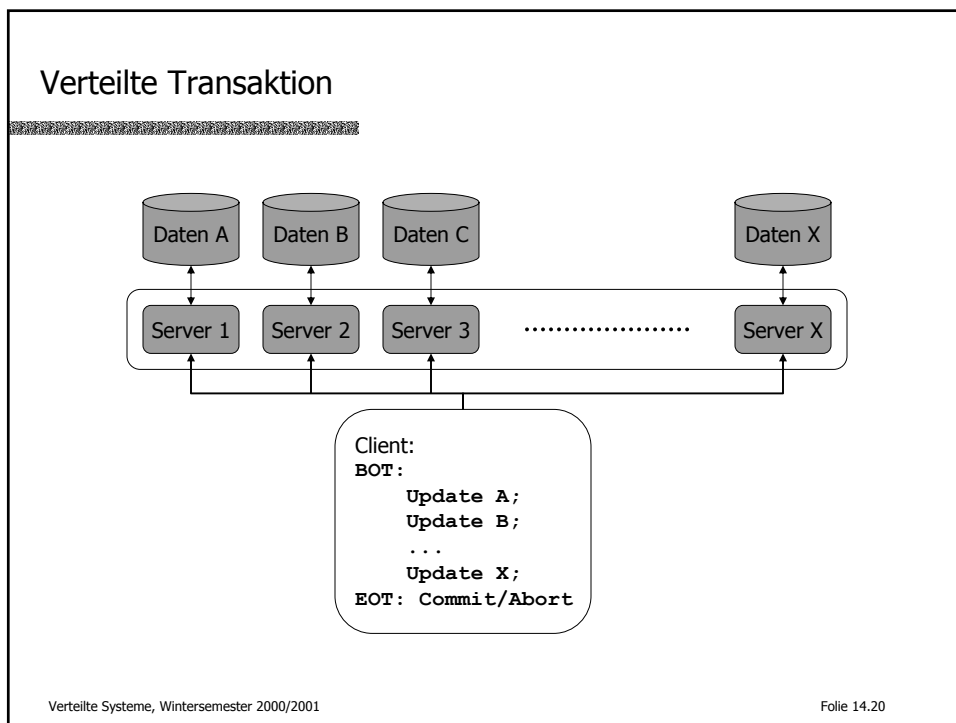 Verteilte Transaktion
Daten A
Daten B
Daten C
Daten X
Server 1
Server 2
Server 3
.....................
Server X
Client:
BOT:
Update A;
Update B;
...
Update X;
EOT: Commit/Abort
Verteilte Systeme, Wintersemester 2000/2001
Folie 14.20